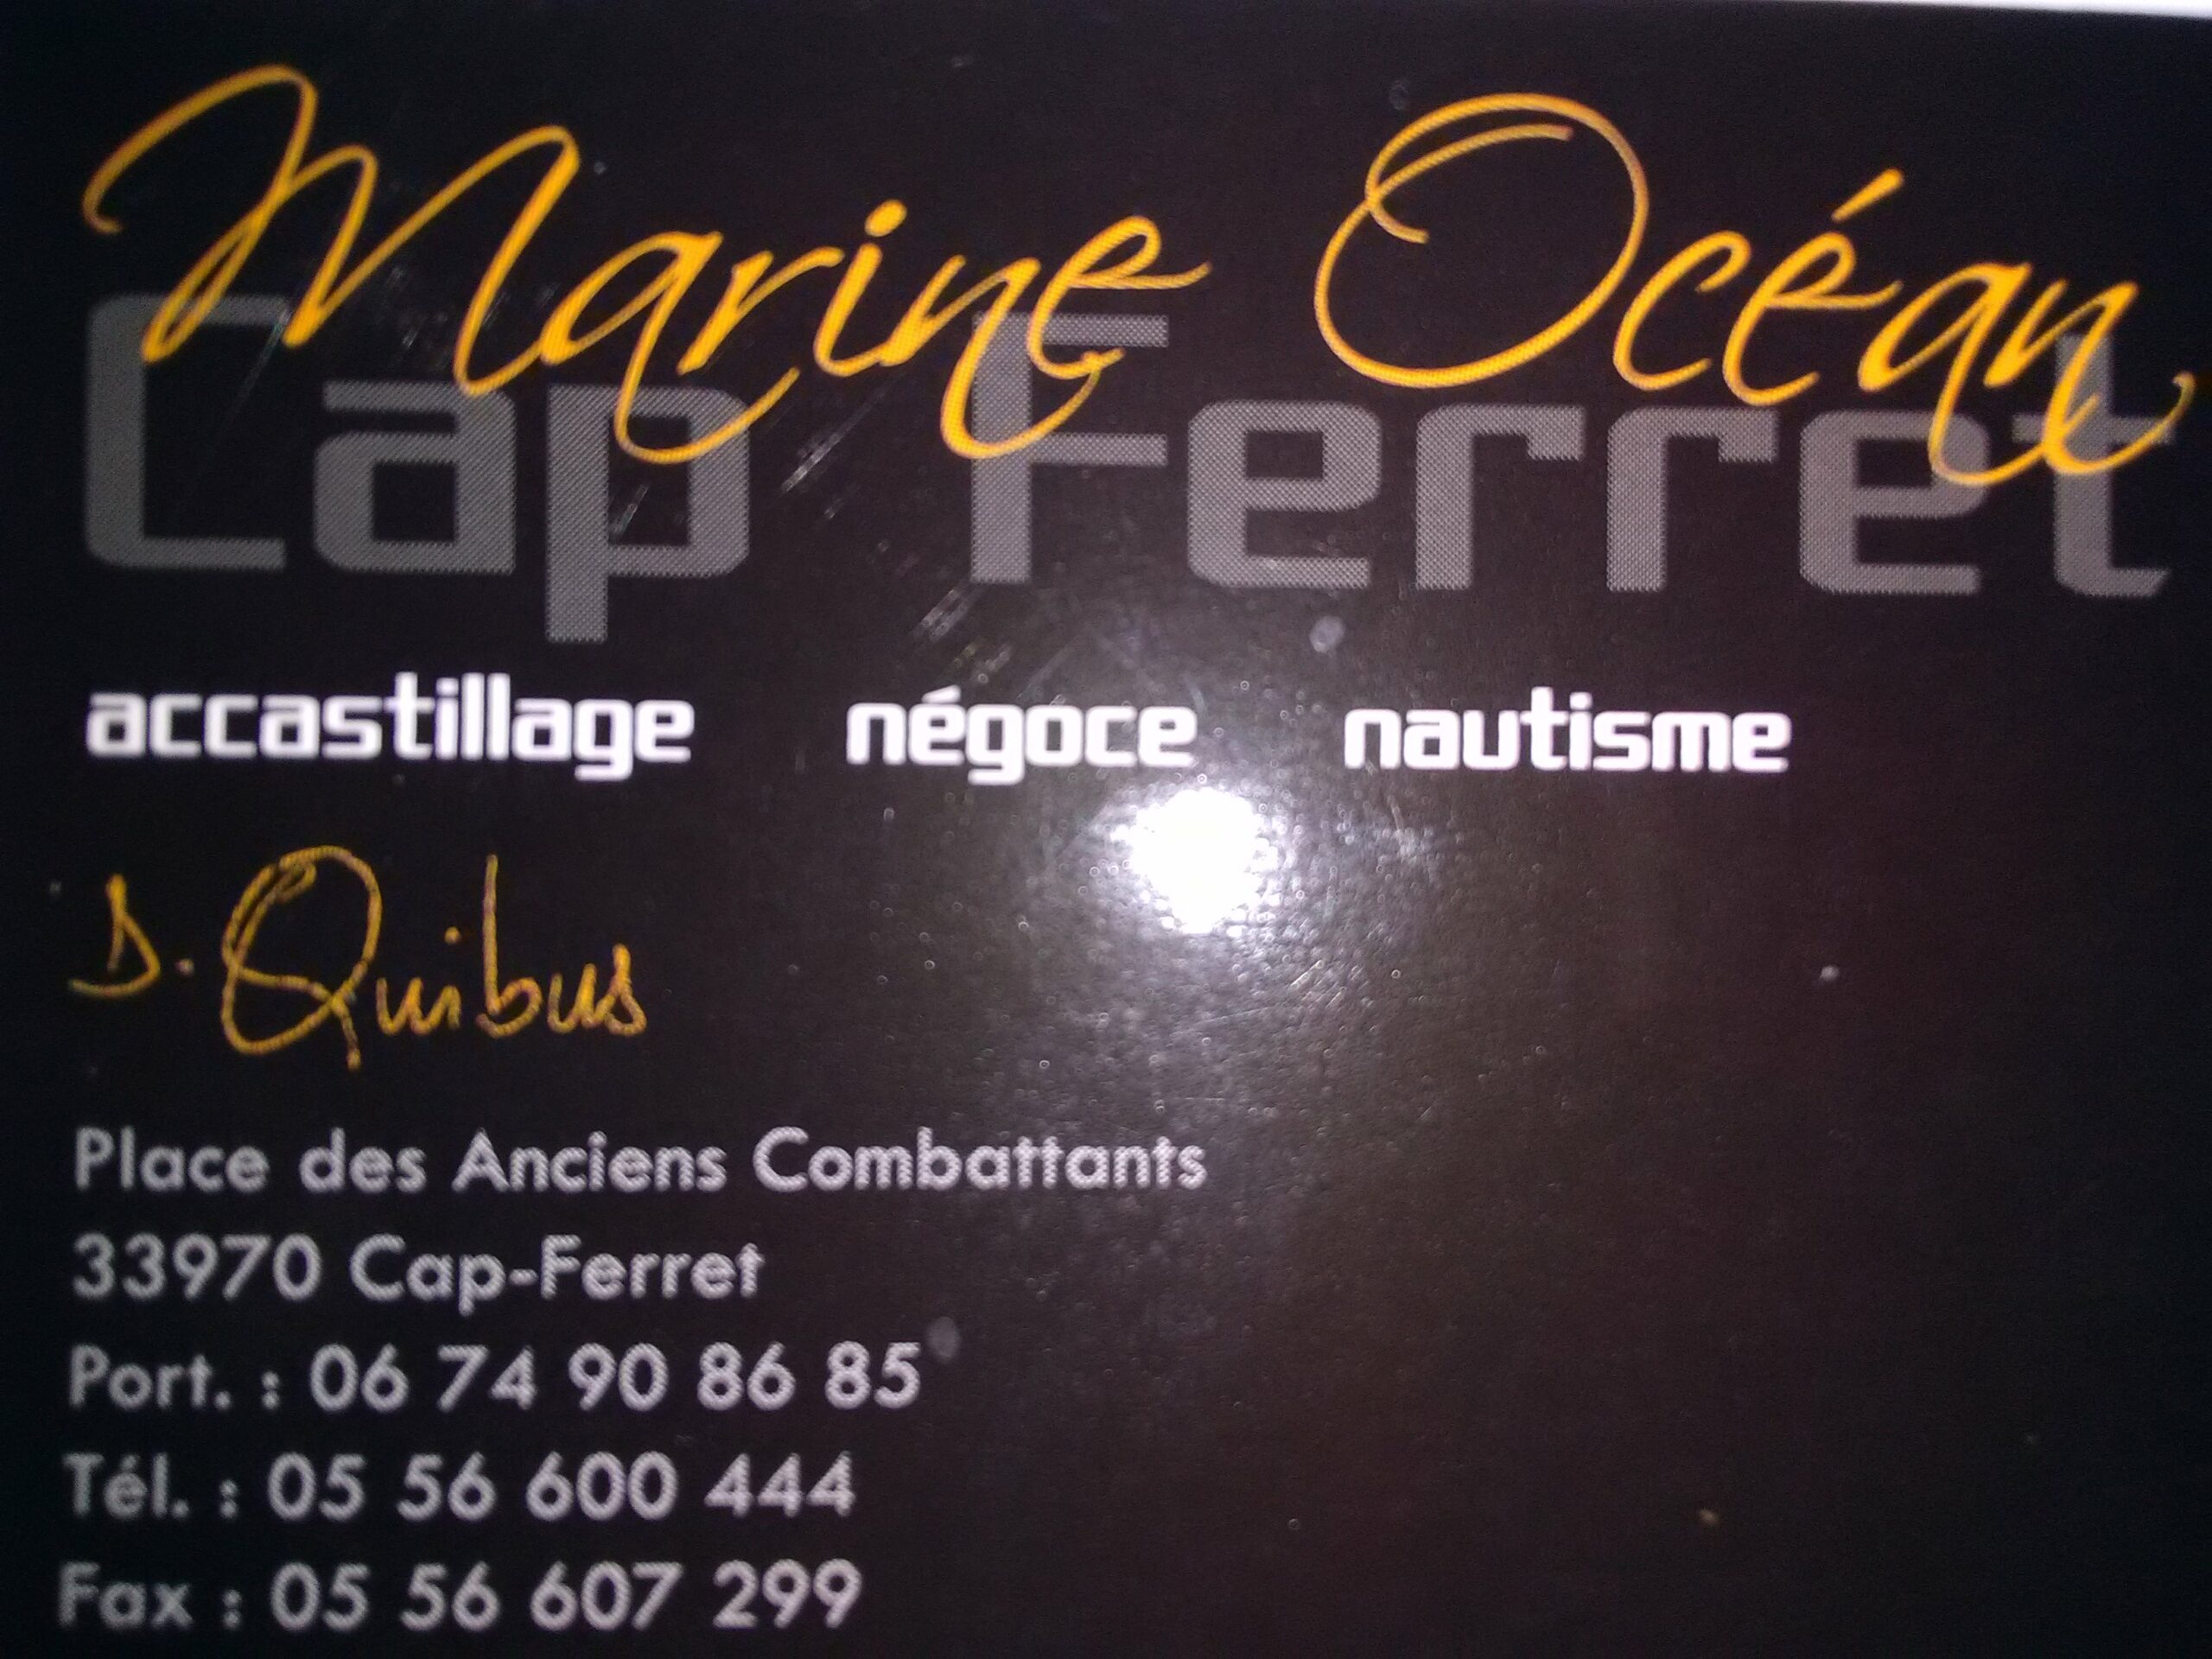 Marine Océan
Cap Ferret
accastillage négoce nautisme
D. Quibus
Place des Anciens Combattants
33970 Cap-Ferret
Port. : 06 74 90 86 85
Tél. : 05 56 600 444
Fax : 05 56 607 299